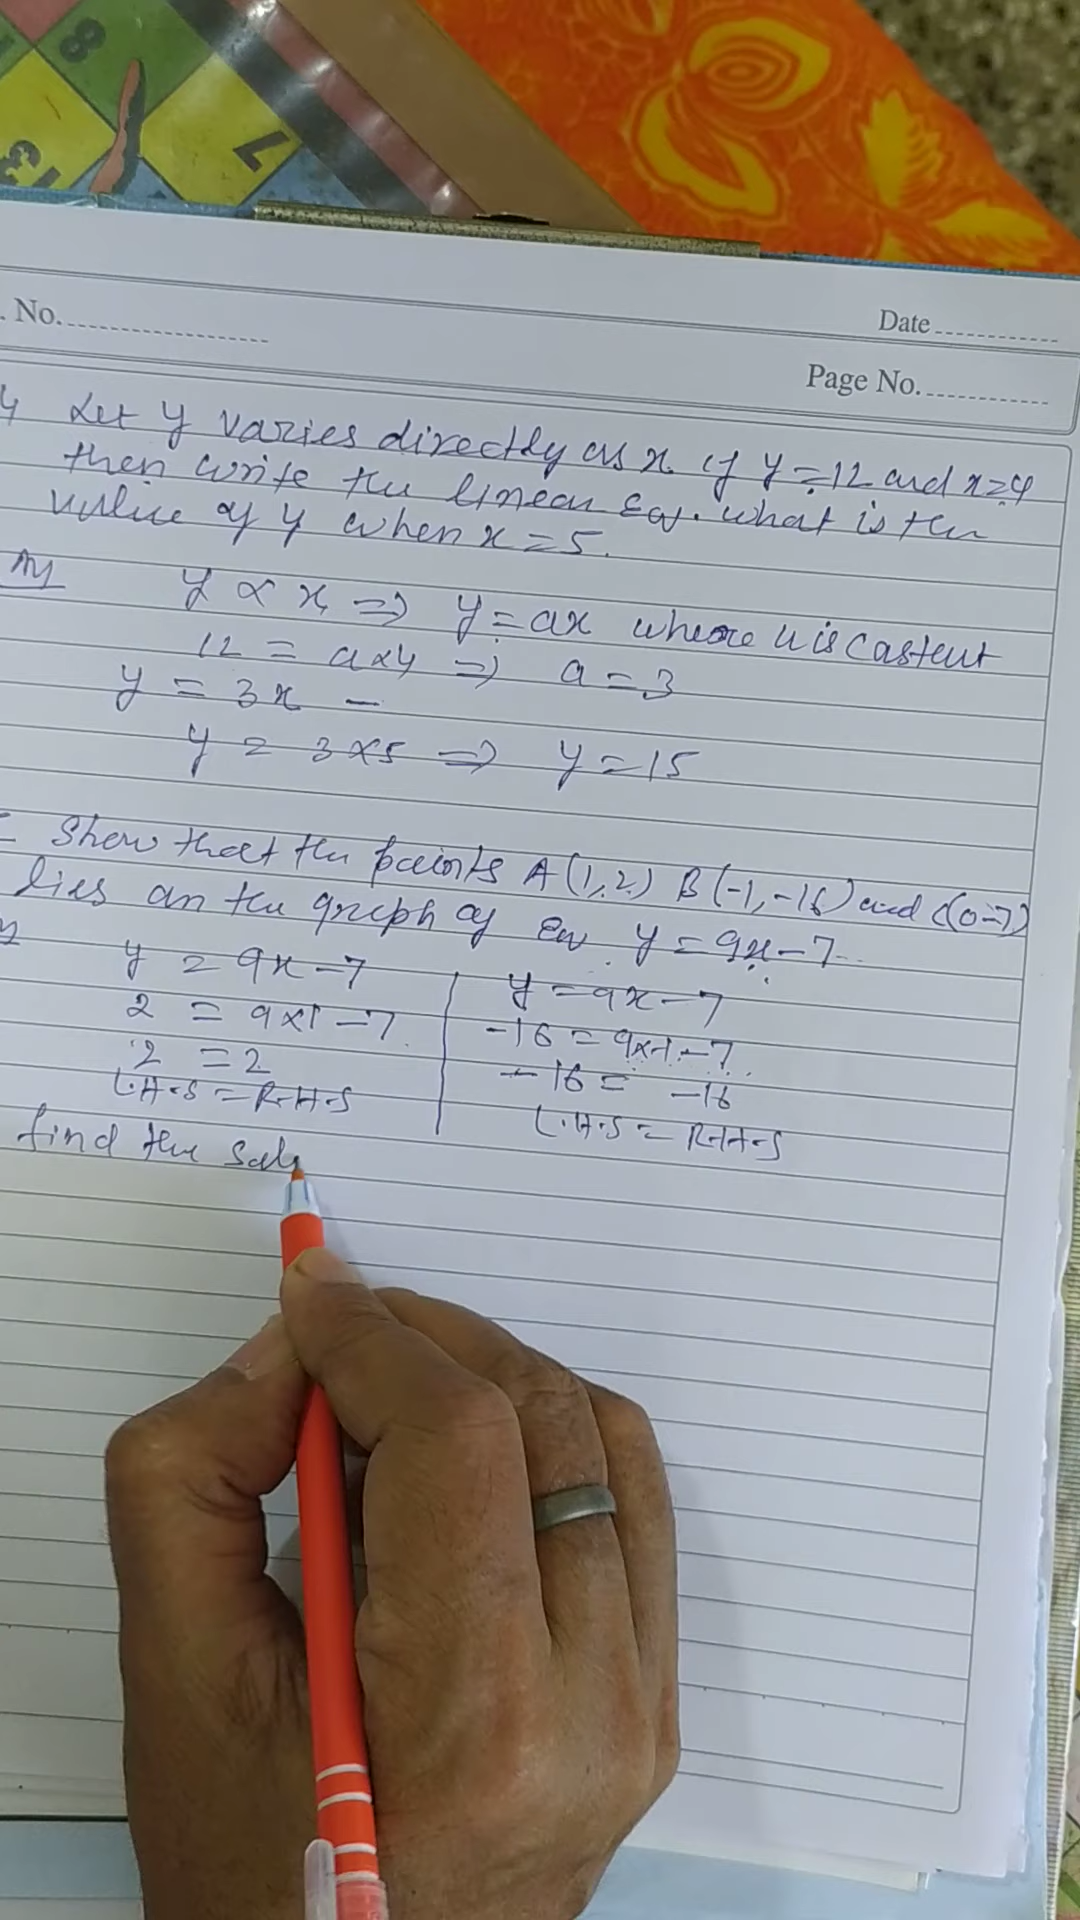 8
7
13
. No.
Date
Page No.
4 Let y varies directly as x. if y = 12 and x = 4
then write the linear Eq. what is the
value of y when x = 5.
y ∝ x ⇒ y = ax where a is
12 = a×4 ⇒ a = 3
y = 3x –
y = 3×5 ⇒ y = 15
Show that the points A (1, 2) B (-1, -16) and C(0-7)
lies on the graph of y = 9x - 7
y = 9x - 7
2 = 9×1 - 7
2 = 2
L.H.S = R.H.S
y = 9x - 7
-16 = 9×-1 - 7
-16 = -16
L.H.S = R.H.S
find the